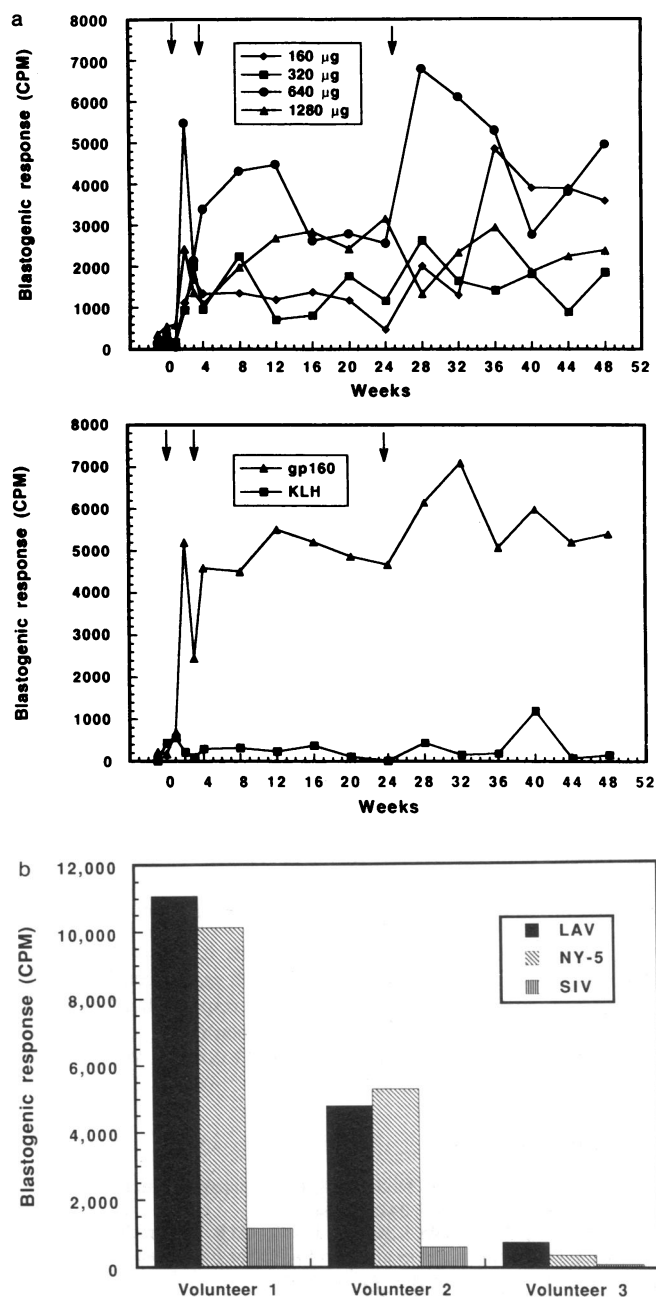 a
Blastogenic response (CPM)
8000
7000
6000
5000
4000
3000
2000
1000
0
160 µg
320 µg
640 µg
1280 µg
0 4 8 12 16 20 24 28 32 36 40 44 48 52
Weeks
Blastogenic response (CPM)
8000
7000
6000
5000
4000
3000
2000
1000
0
gp160
KLH
0 4 8 12 16 20 24 28 32 36 40 44 48 52
Weeks
b
Blastogenic response (CPM)
12,000
10,000
8,000
6,000
4,000
2,000
0
LAV
NY-5
SIV
Volunteer 1 Volunteer 2 Volunteer 3